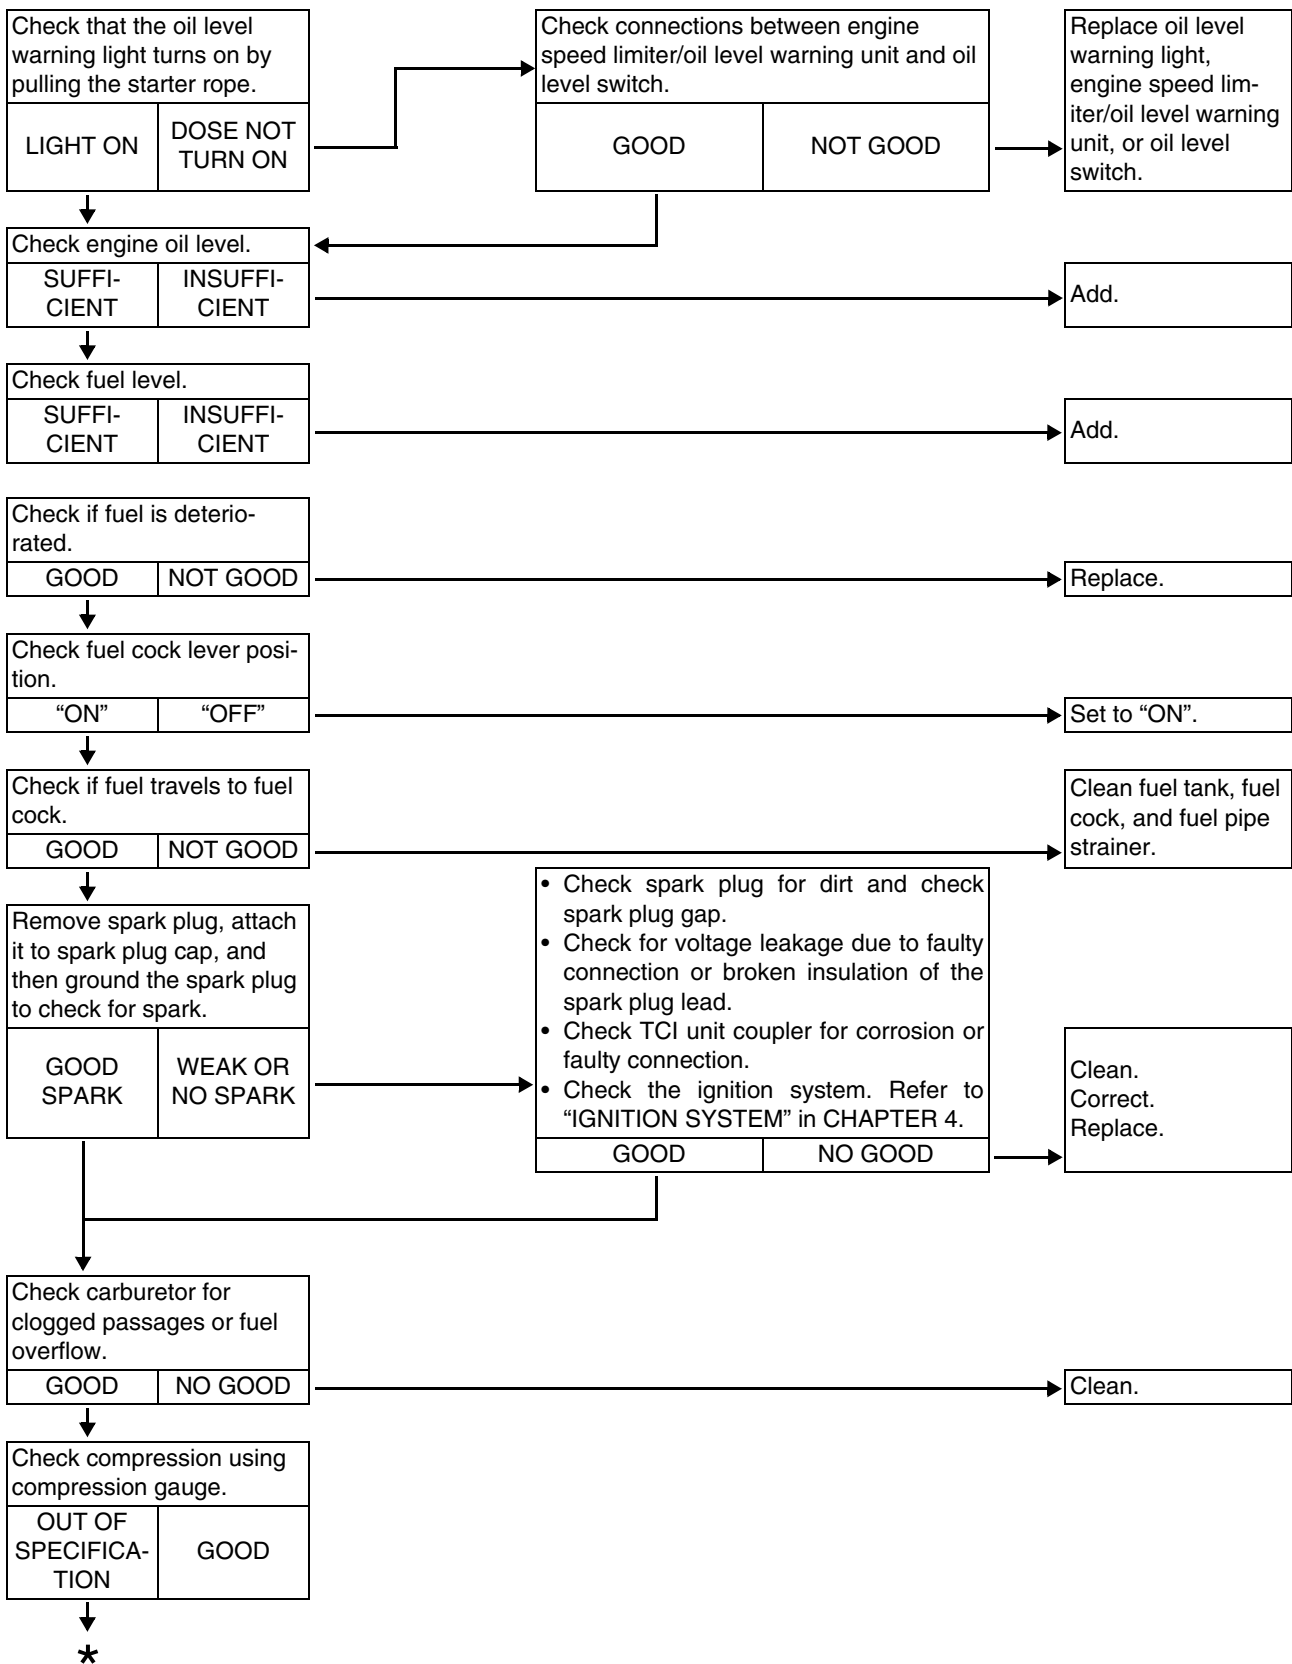 Check that the oil level
warning light turns on by
pulling the starter rope.
LIGHT ON
DOSE NOT
TURN ON
Check connections between engine
speed limiter/oil level warning unit and oil
level switch.
GOOD
NOT GOOD
Replace oil level
warning light,
engine speed lim-
iter/oil level warning
unit, or oil level
switch.
Check engine oil level.
SUFFI-
CIENT
INSUFFI-
CIENT
Add.
Check fuel level.
SUFFI-
CIENT
INSUFFI-
CIENT
Add.
Check if fuel is deterio-
rated.
GOOD
NOT GOOD
Replace.
Check fuel cock lever posi-
tion.
“ON”
“OFF”
Set to “ON”.
Check if fuel travels to fuel
cock.
GOOD
NOT GOOD
Clean fuel tank, fuel
cock, and fuel pipe
strainer.
Remove spark plug, attach
it to spark plug cap, and
then ground the spark plug
to check for spark.
GOOD
SPARK
WEAK OR
NO SPARK
• Check spark plug for dirt and check
spark plug gap.
• Check for voltage leakage due to faulty
connection or broken insulation of the
spark plug lead.
• Check TCI unit coupler for corrosion or
faulty connection.
• Check the ignition system. Refer to
“IGNITION SYSTEM” in CHAPTER 4.
GOOD
NO GOOD
Clean.
Correct.
Replace.
Check carburetor for
clogged passages or fuel
overflow.
GOOD
NO GOOD
Clean.
Check compression using
compression gauge.
OUT OF
SPECIFICA-
TION
GOOD
*